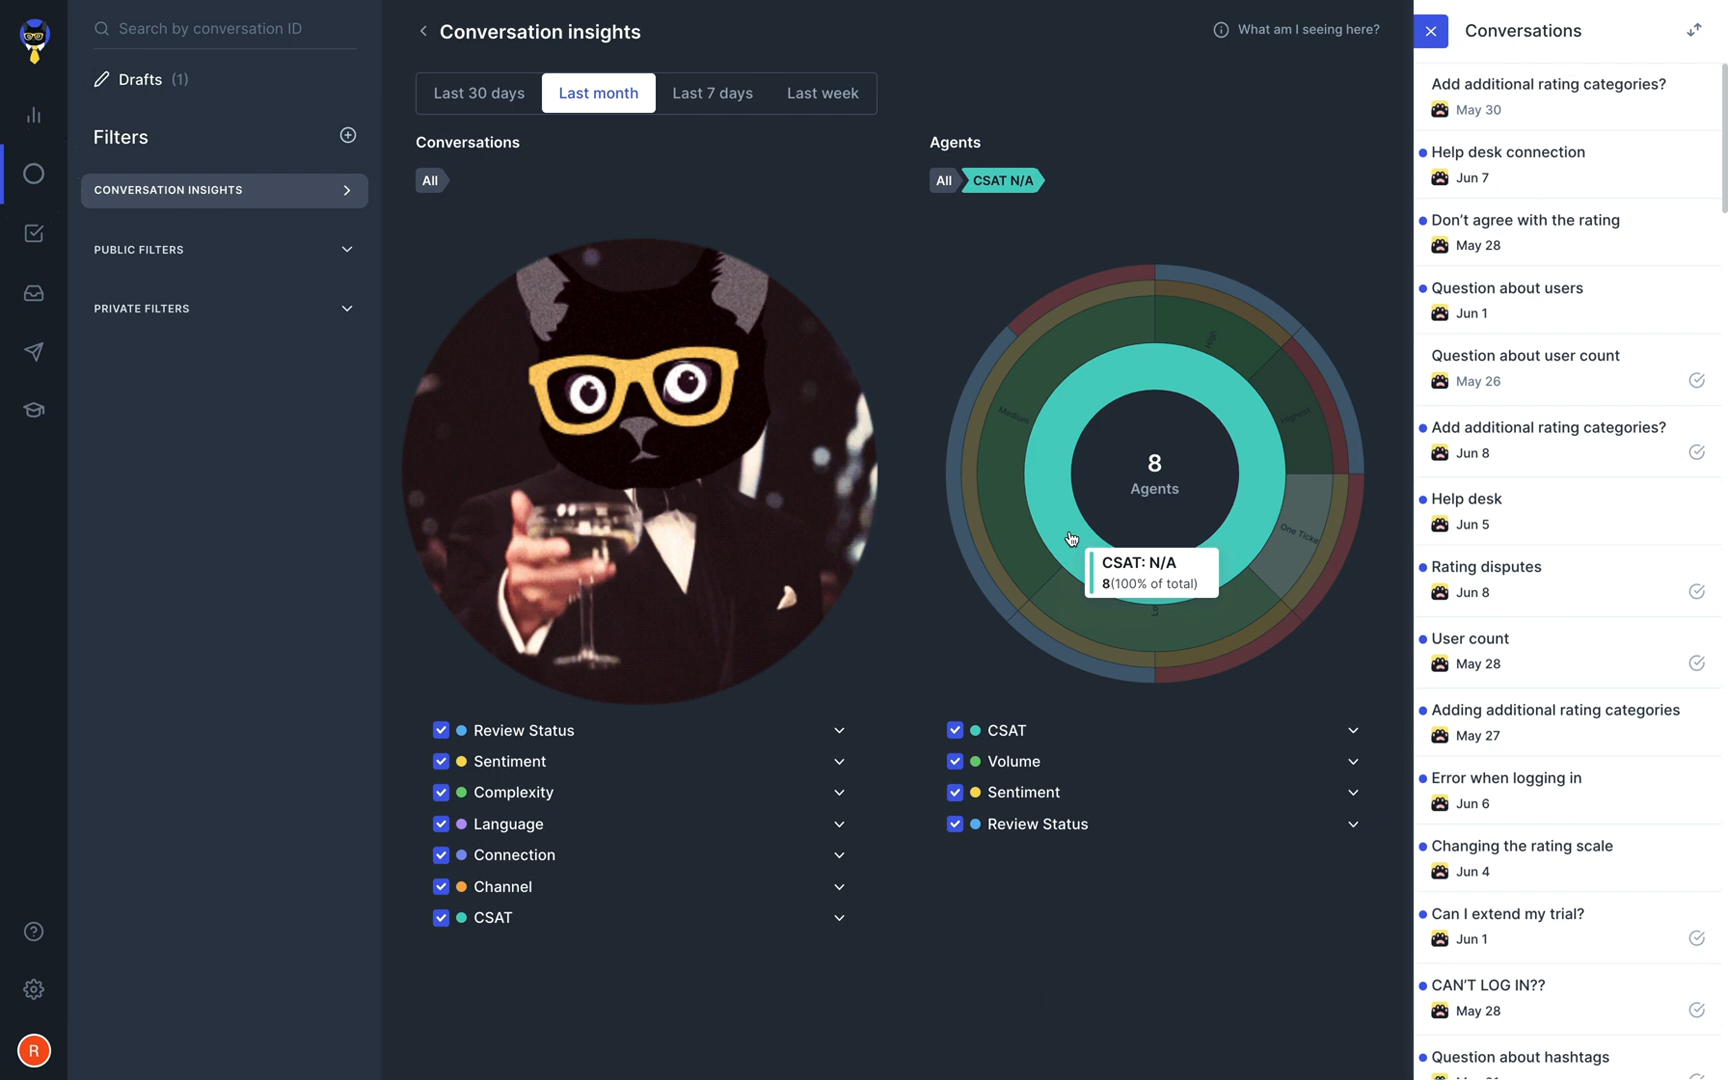 Search by conversation ID
Drafts (1)
Filters
CONVERSATION INSIGHTS
PUBLIC FILTERS
PRIVATE FILTERS
R
Conversation insights
What am I seeing here?
Last 30 days
Last month
Last 7 days
Last week
Conversations
All
Review Status
Sentiment
Complexity
Language
Connection
Channel
CSAT
Agents
All
CSAT N/A
High
Highest
Medium
One Ticke
Lo
8
Agents
CSAT: N/A
8(100% of total)
CSAT
Volume
Sentiment
Review Status
Conversations
Add additional rating categories?
May 30
Help desk connection
Jun 7
Don’t agree with the rating
May 28
Question about users
Jun 1
Question about user count
May 26
Add additional rating categories?
Jun 8
Help desk
Jun 5
Rating disputes
Jun 8
User count
May 28
Adding additional rating categories
May 27
Error when logging in
Jun 6
Changing the rating scale
Jun 4
Can I extend my trial?
Jun 1
CAN’T LOG IN??
May 28
Question about hashtags